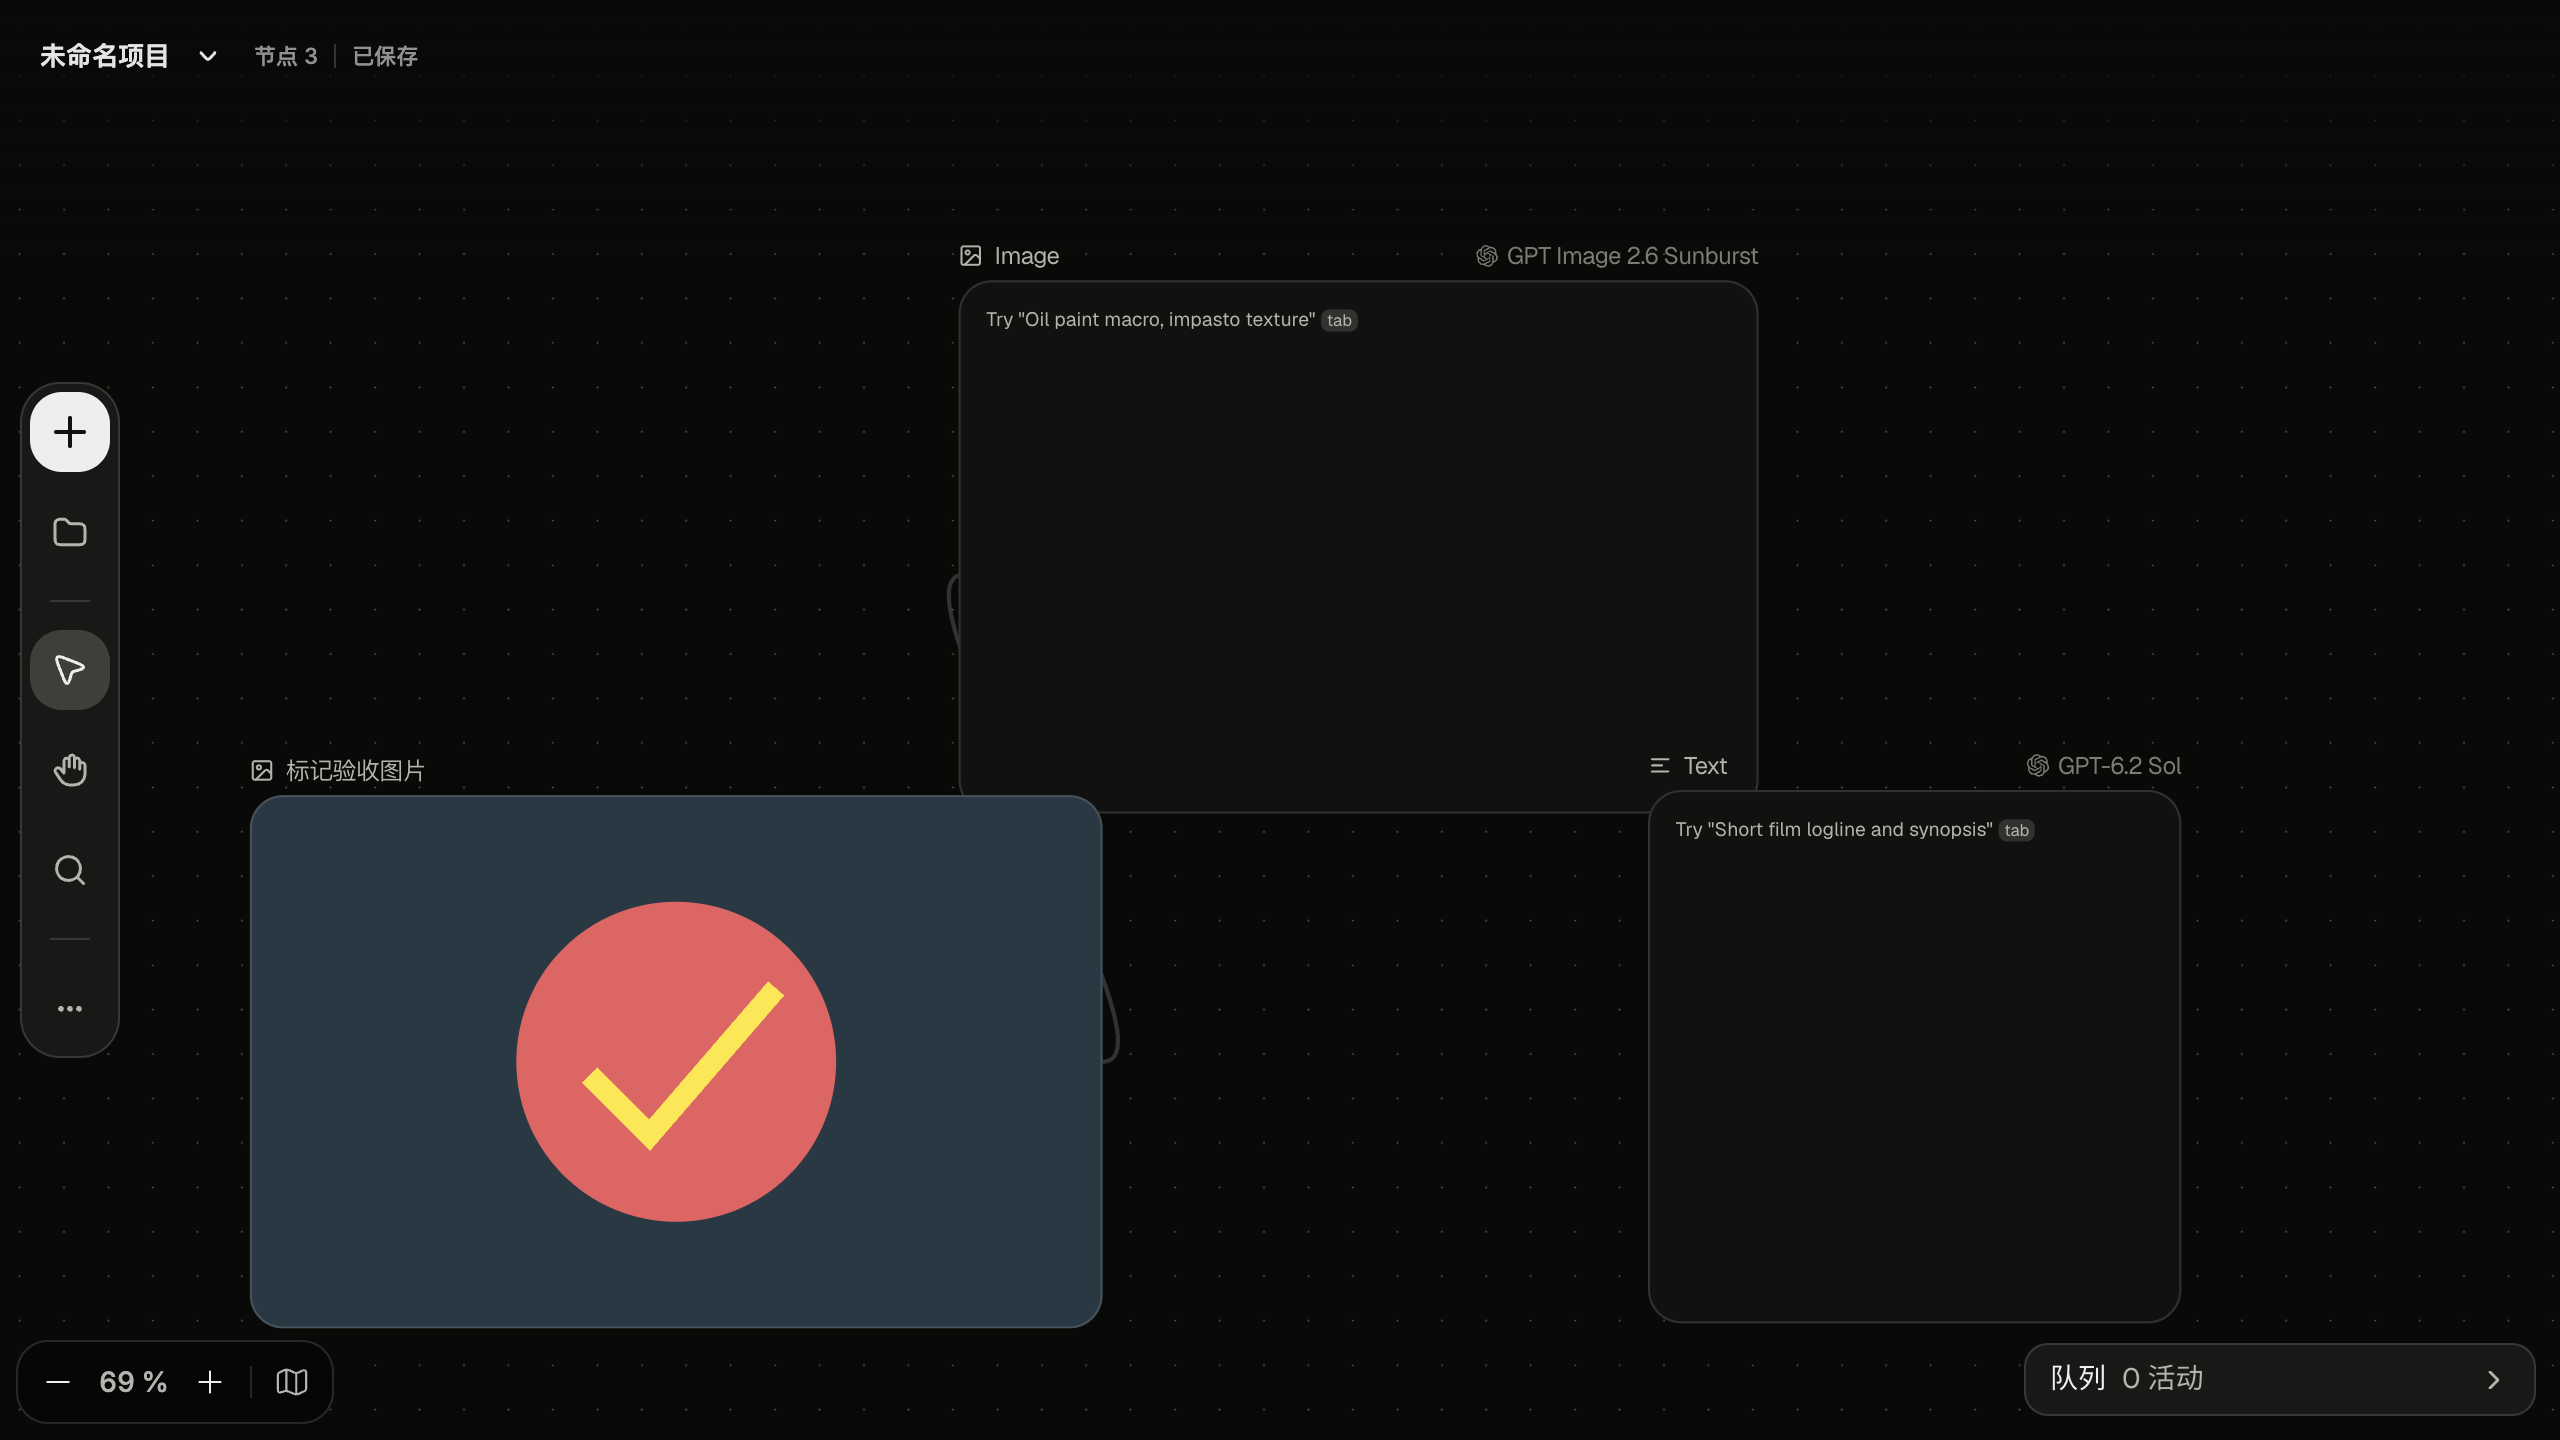 未命名项目 节点 3 已保存
Image GPT Image 2.6 Sunburst
Try "Oil paint macro, impasto texture" tab
标记验收图片
Text GPT-6.2 Sol
Try "Short film logline and synopsis" tab
69 %
队列 0 活动